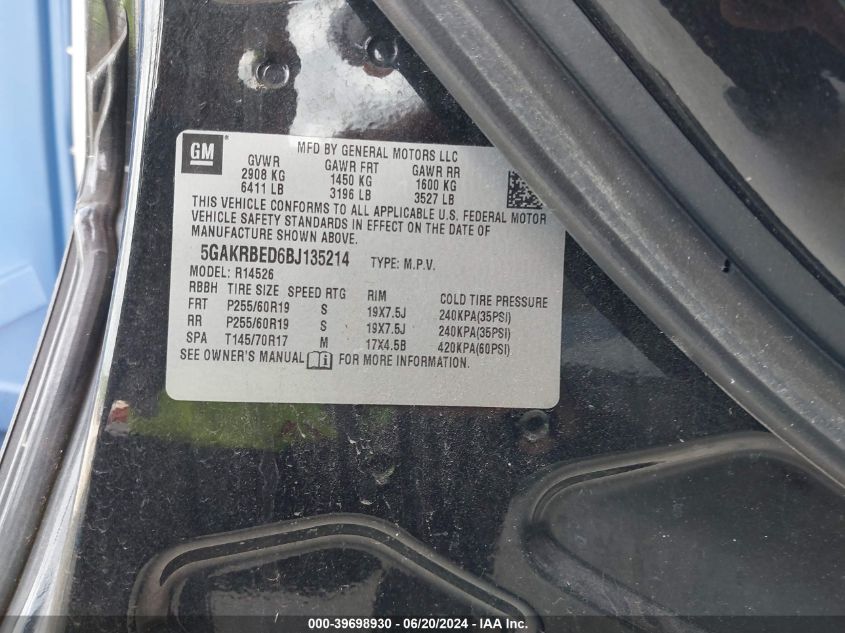 GM
MFD BY GENERAL MOTORS LLC
GVWR GAWR FRT GAWR RR
2908 KG 1450 KG 1600 KG
6411 LB 3196 LB 3527 LB
THIS VEHICLE CONFORMS TO ALL APPLICABLE U.S. FEDERAL MOTOR
VEHICLE SAFETY STANDARDS IN EFFECT ON THE DATE OF
MANUFACTURE SHOWN ABOVE.
5GAKRBED6BJ135214 TYPE: M.P.V.
MODEL: R14526
RBBH TIRE SIZE SPEED RTG RIM COLD TIRE PRESSURE
FRT P255/60R19 S 19X7.5J 240KPA(35PSI)
RR P255/60R19 S 19X7.5J 240KPA(35PSI)
SPA T145/70R17 M 17X4.5B 420KPA(60PSI)
SEE OWNER'S MANUAL i FOR MORE INFORMATION.
000-39698930 / 06/20/2024 / COPYRIGHT IAA, LLC.